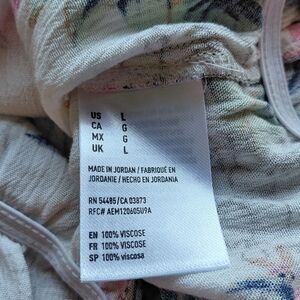 US L
CA G
MX G
UK L
MADE IN JORDAN / FABRIQUÉ EN
JORDANIE / HECHO EN JORDANIA
RN 54485/CA 03873
RFC# AEM120605U9A
EN 100% VISCOSE
FR 100% VISCOSE
SP 100% viscosa